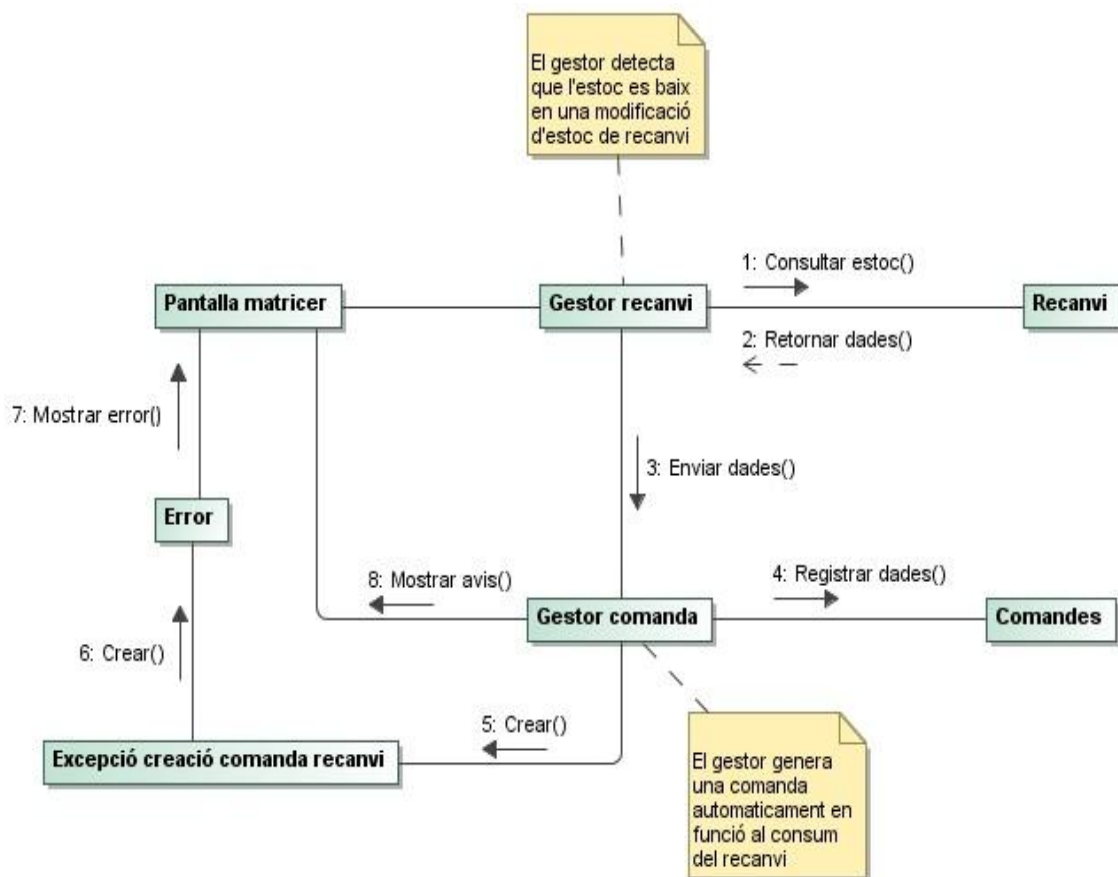 El gestor detecta
que l'estoc es baix
en una modificació
d'estoc de recanvi
1: Consultar estoc()
Pantalla matricer
Gestor recanvi
Recanvi
2: Retornar dades()
7: Mostrar error()
3: Enviar dades()
Error
8: Mostrar avis()
4: Registrar dades()
Gestor comanda
Comandes
6: Crear()
5: Crear()
Excepció creació comanda recanvi
El gestor genera
una comanda
automaticament en
funció al consum
del recanvi